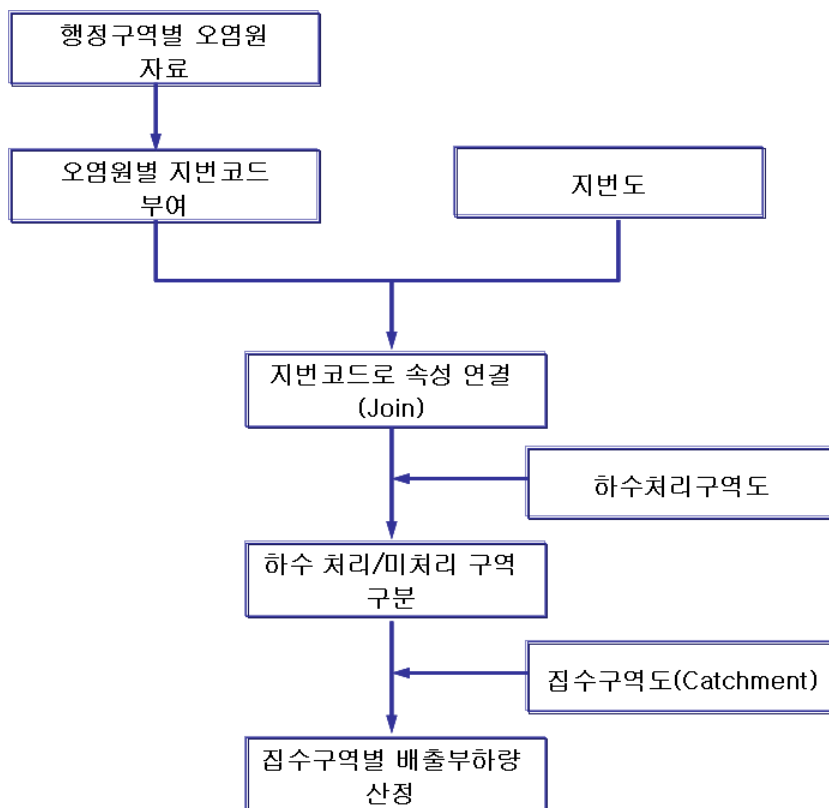 행정구역별 오염원
자료
오염원별 지번코드
부여
지번도
지번코드로 속성 연결
(Join)
하수처리구역도
하수 처리/미처리 구역
구분
집수구역도(Catchment)
집수구역별 배출부하량
산정